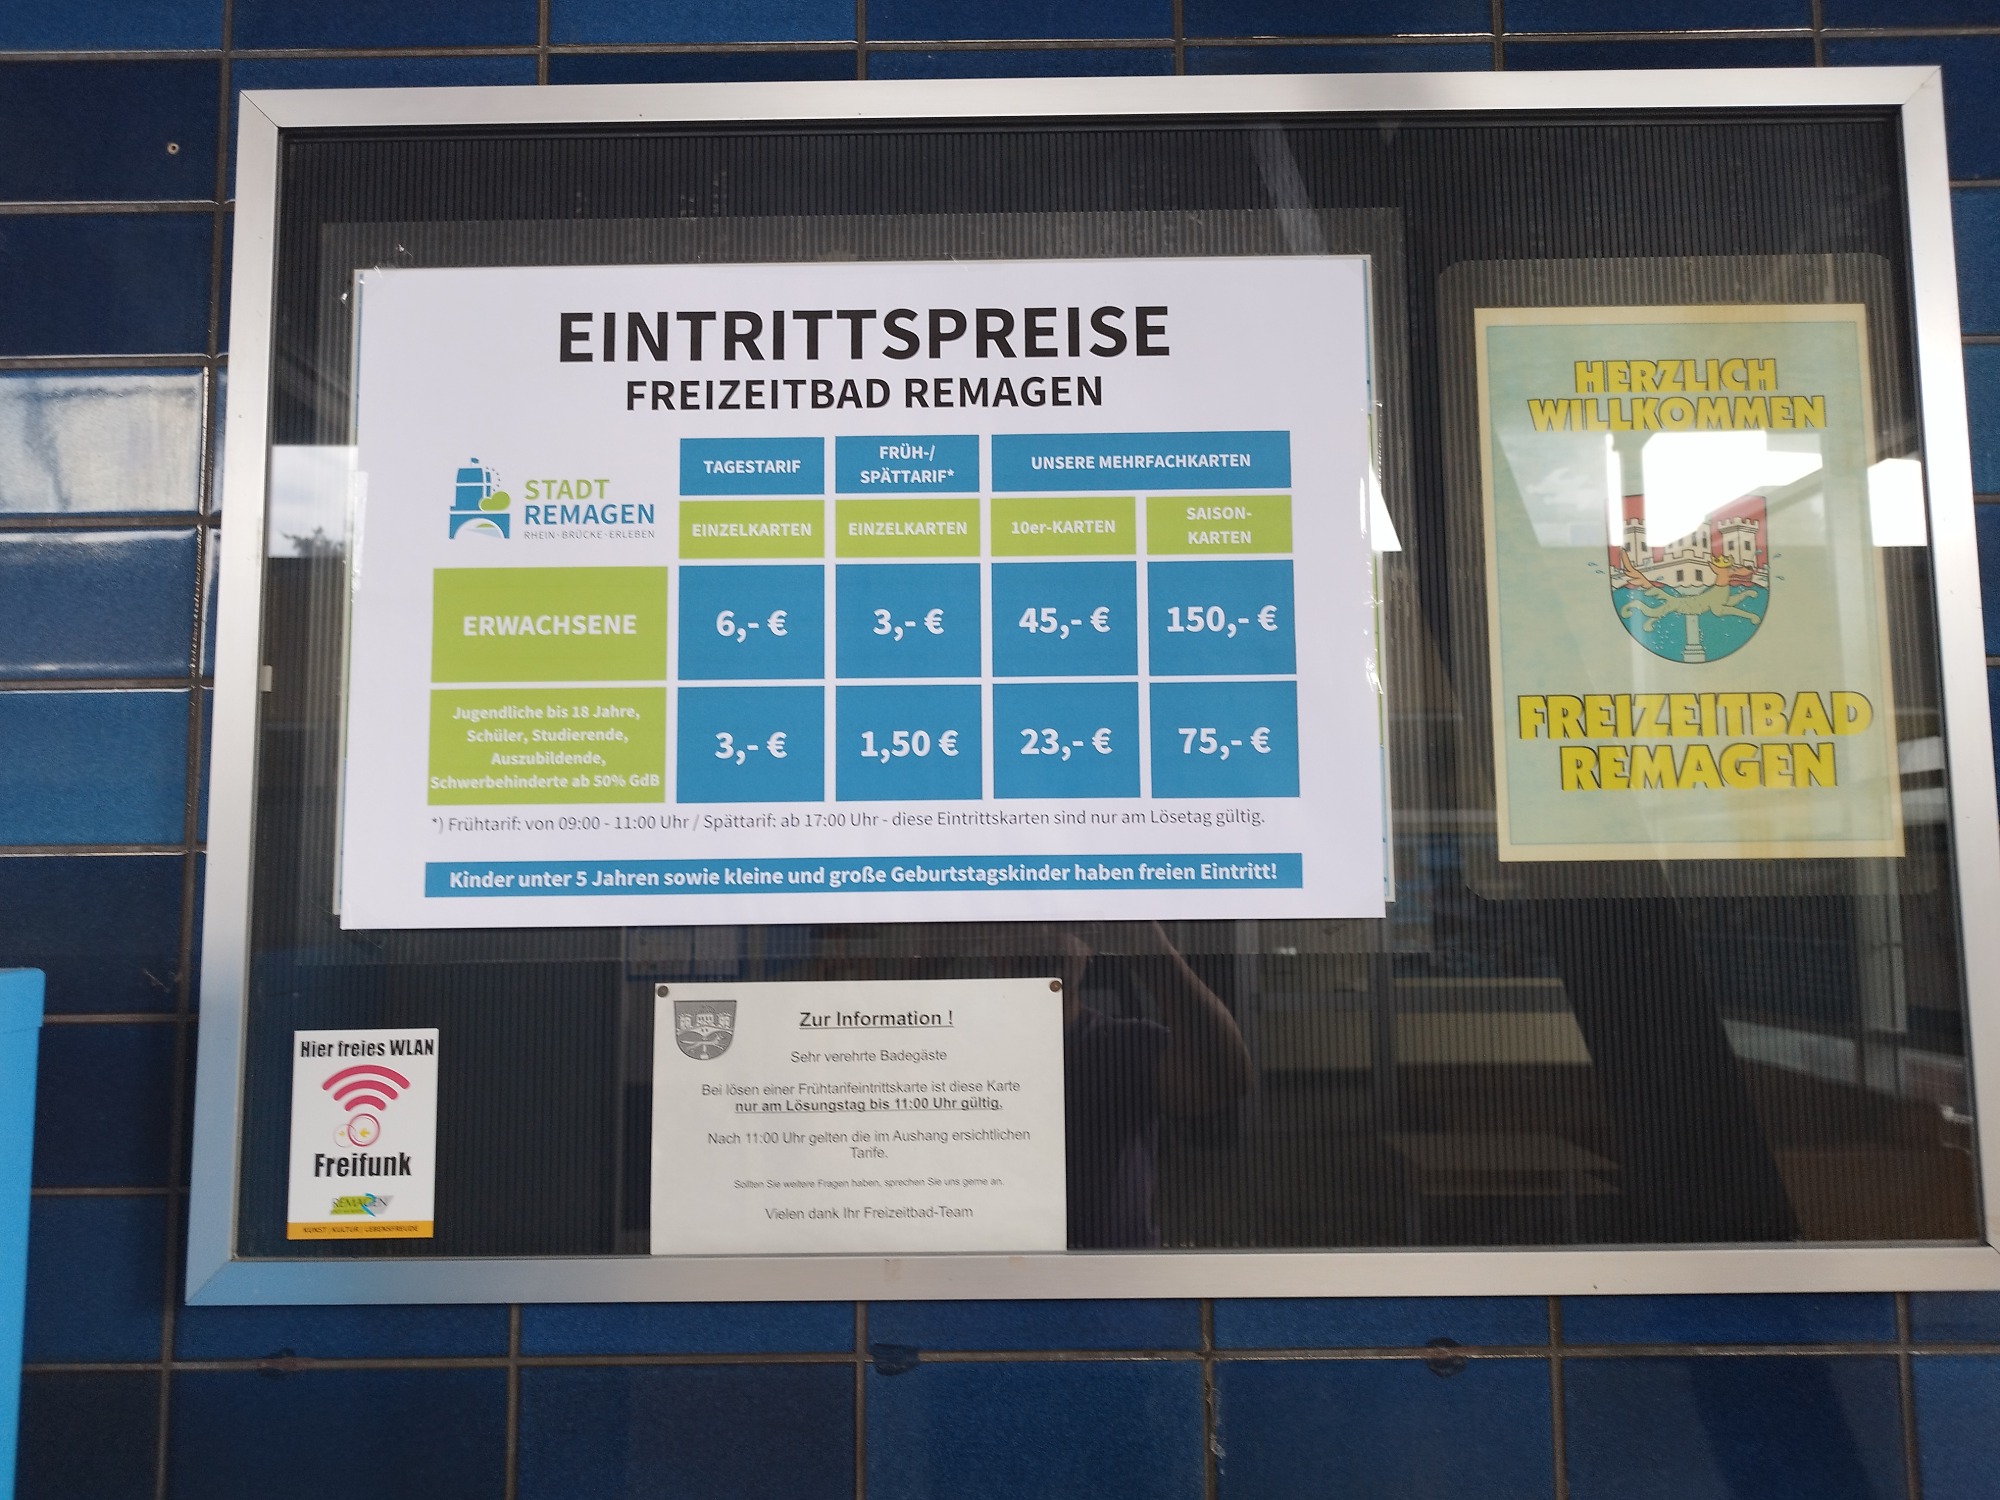 EINTRITTSPREISE
FREIZEITBAD REMAGEN
STADT
REMAGEN
RHEIN·BRÜCKE·ERLEBEN
TAGESTARIF
FRÜH-/
SPÄTTARIF*
UNSERE MEHRFACHKARTEN
EINZELKARTEN
EINZELKARTEN
10er-KARTEN
SAISON-
KARTEN
ERWACHSENE
6,- €
3,- €
45,- €
150,- €
Jugendliche bis 18 Jahre,
Schüler, Studierende,
Auszubildende,
Schwerbehinderte ab 50% GdB
3,- €
1,50 €
23,- €
75,- €
*) Frühtarif: von 09:00 - 11:00 Uhr / Spättarif: ab 17:00 Uhr - diese Eintrittskarten sind nur am Lösetag gültig.
Kinder unter 5 Jahren sowie kleine und große Geburtstagskinder haben freien Eintritt!
HERZLICH
WILLKOMMEN
FREIZEITBAD
REMAGEN
Hier freies WLAN
Freifunk
REMAGEN
KUNST | KULTUR | LEBENSFREUDE
Zur Information !
Sehr verehrte Badegäste
Bei lösen einer Frühtarifeintrittskarte ist diese Karte
nur am Lösungstag bis 11:00 Uhr gültig.
Nach 11:00 Uhr gelten die im Aushang ersichtlichen
Tarife.
Sollten Sie weitere Fragen haben, sprechen Sie uns gerne an.
Vielen dank Ihr Freizeitbad-Team